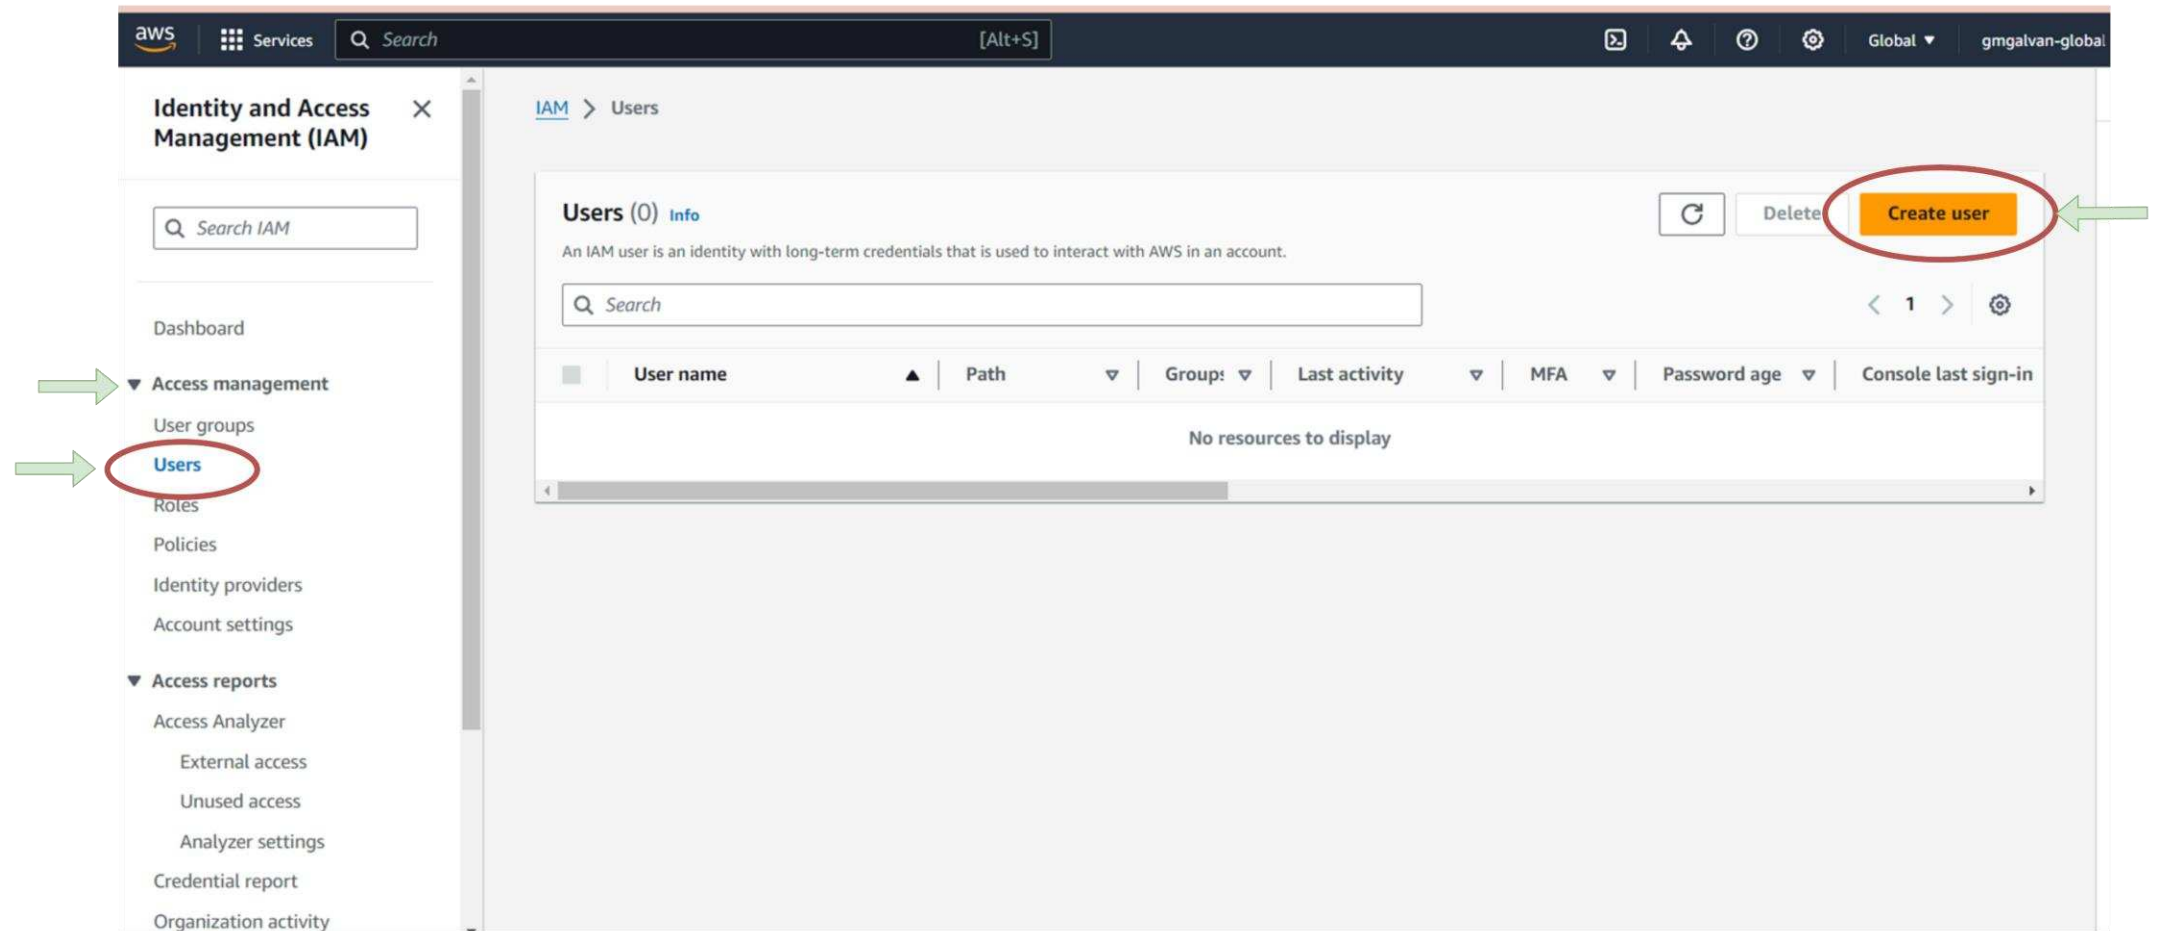 aws
Services
Search
[Alt+S]
Global
gmgalvan-global
Identity and Access
Management (IAM)
Search IAM
Dashboard
Access management
User groups
Users
Roles
Policies
Identity providers
Account settings
Access reports
Access Analyzer
External access
Unused access
Analyzer settings
Credential report
Organization activity
IAM > Users
Users (0) Info
Delete
Create user
An IAM user is an identity with long-term credentials that is used to interact with AWS in an account.
Search
< 1 >
User name
Path
Groups
Last activity
MFA
Password age
Console last sign-in
No resources to display